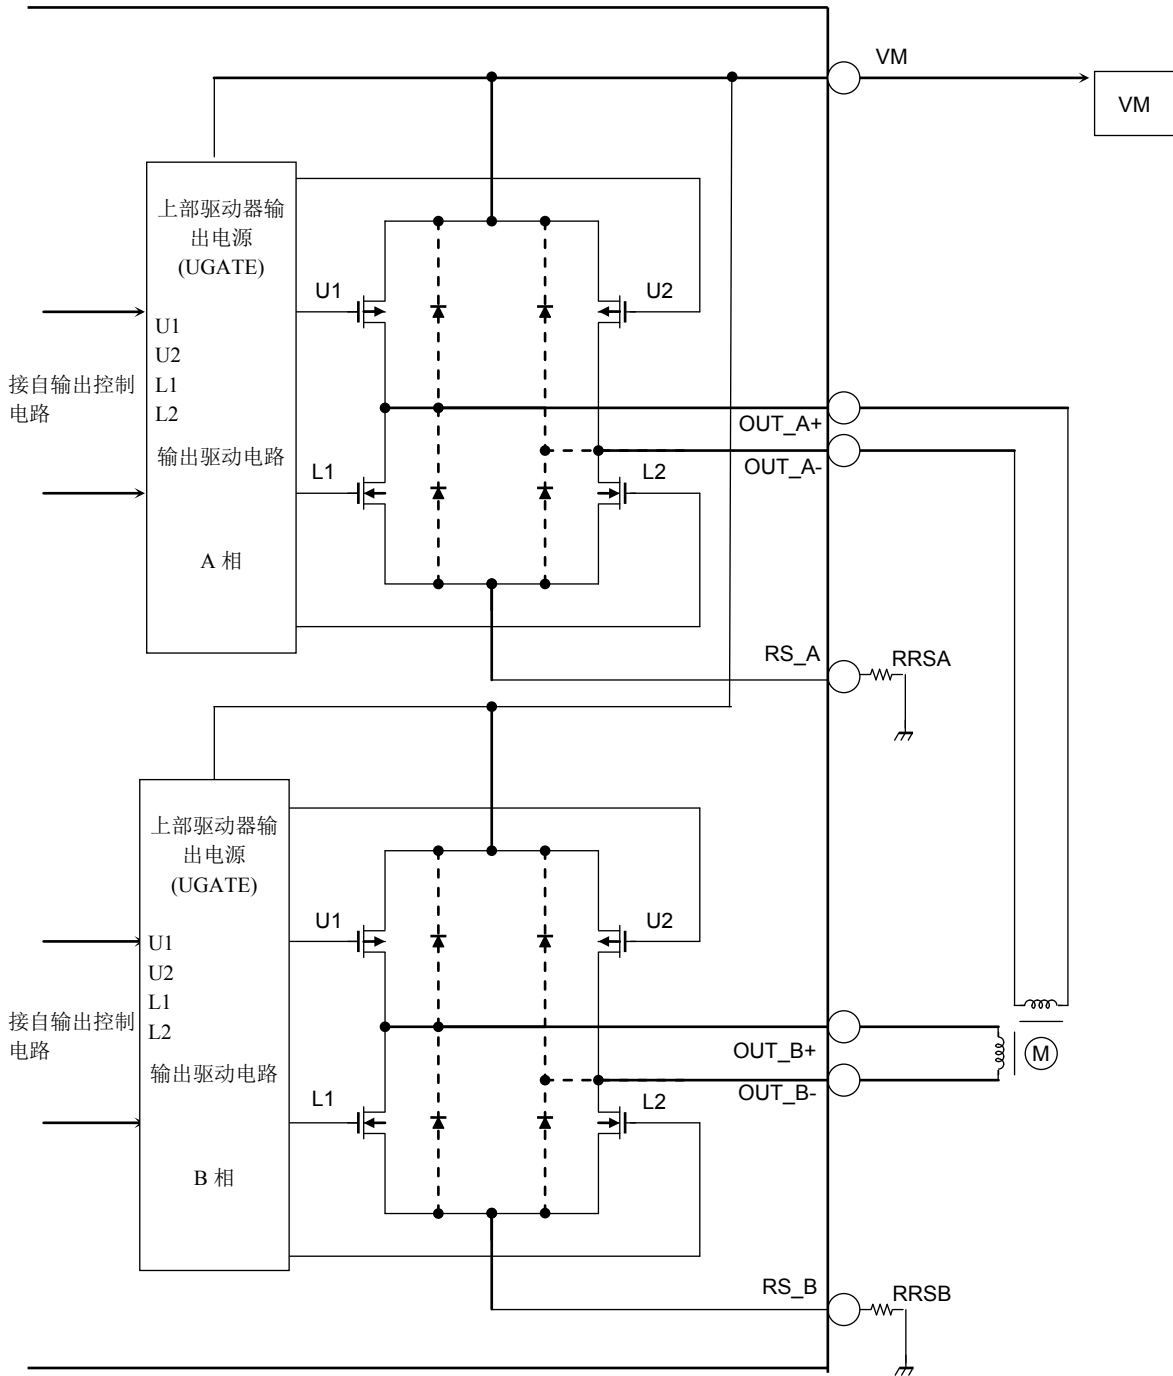 VM
VM
上部驱动器输
出电源
(UGATE)
U1
U2
U1
U2
L1
L2
接自输出控制
电路
输出驱动电路
L1
L2
A 相
OUT_A+
OUT_A-
RS_A
RRSA
上部驱动器输
出电源
(UGATE)
U1
U2
U1
U2
L1
L2
接自输出控制
电路
输出驱动电路
L1
L2
B 相
OUT_B+
OUT_B-
M
RS_B
RRSB